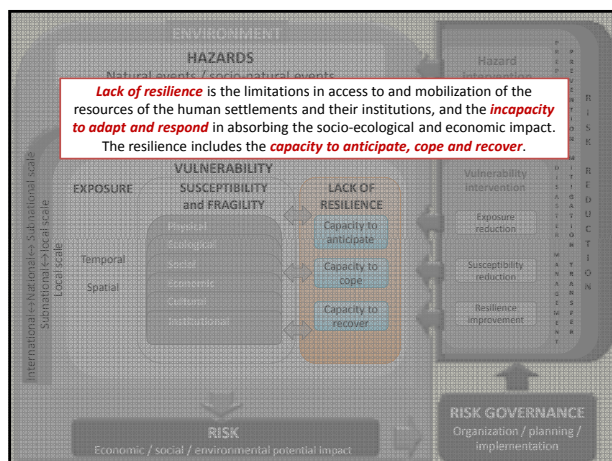 ENVIRONMENT
HAZARDS
Natural events / socio-natural events
Hazard
intervention
Lack of resilience is the limitations in access to and mobilization of the
resources of the human settlements and their institutions, and the incapacity
to adapt and respond in absorbing the socio-ecological and economic impact.
The resilience includes the capacity to anticipate, cope and recover.
International↔National↔Subnational scale
Subnational↔local scale
Local scale
EXPOSURE
Temporal
Spatial
VULNERABILITY
SUSCEPTIBILITY
and FRAGILITY
Physical
Ecological
Social
Economic
Cultural
Institutional
LACK OF
RESILIENCE
Capacity to
anticipate
Capacity to
cope
Capacity to
recover
Vulnerability
intervention
Exposure
reduction
Susceptibility
reduction
Resilience
improvement
RISK REDUCTION
RISK
Economic / social / environmental potential impact
RISK GOVERNANCE
Organization / planning /
implementation